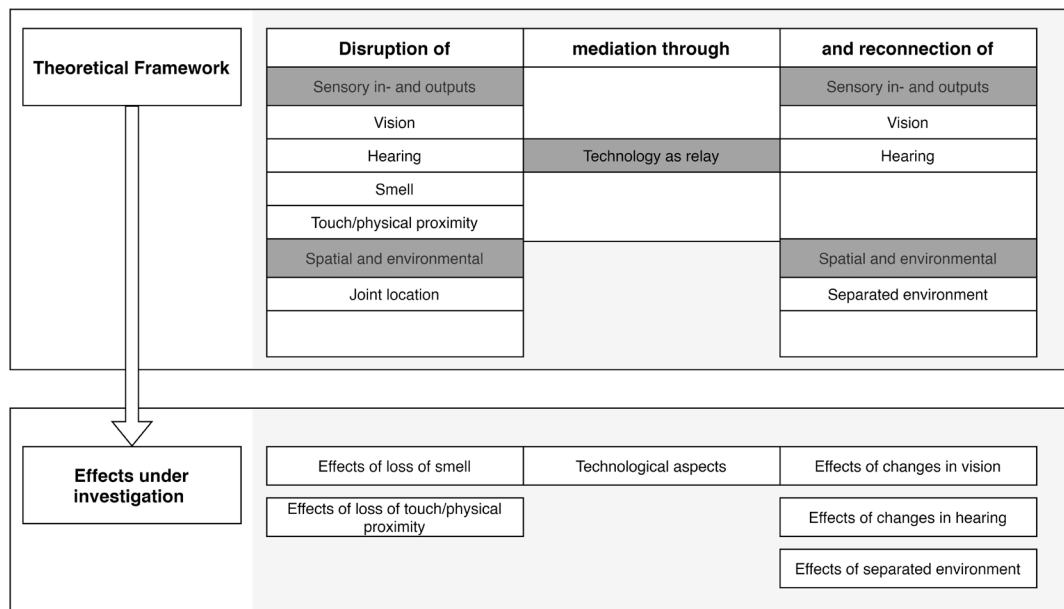 Theoretical Framework
Disruption of
mediation through
and reconnection of
Sensory in- and outputs
Sensory in- and outputs
Vision
Vision
Hearing
Technology as relay
Hearing
Smell
Touch/physical proximity
Spatial and environmental
Spatial and environmental
Joint location
Separated environment
Effects under
investigation
Effects of loss of smell
Technological aspects
Effects of changes in vision
Effects of loss of touch/physical
proximity
Effects of changes in hearing
Effects of separated environment